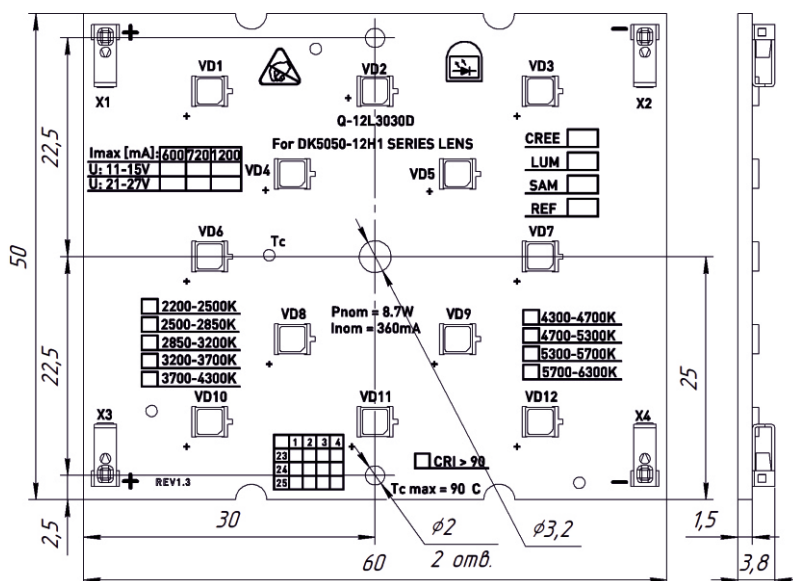 +
-
X1
X2
VD1
VD2
VD3
+
+
+
Q-12L3030D
For DK5050-12H1 SERIES LENS
Imax [mA]: 600 720 1200
U: 11-15V
U: 21-27V
VD4
VD5
+
+
CREE
LUM
SAM
REF
VD6
Tc
VD7
+
+
2200-2500K
2500-2850K
2850-3200K
3200-3700K
3700-4300K
VD8
Pnom = 8.7W
Inom = 360mA
VD9
+
+
4300-4700K
4700-5300K
5300-5700K
5700-6300K
X3
VD10
VD11
VD12
X4
+
+
+
1 2 3 4
23
24
25
CRI > 90
+
REV1.3
Tc max = 90 C
-
22,5
50
22,5
25
2,5
30
60
ϕ2
2 отв.
ϕ3,2
1,5
3,8